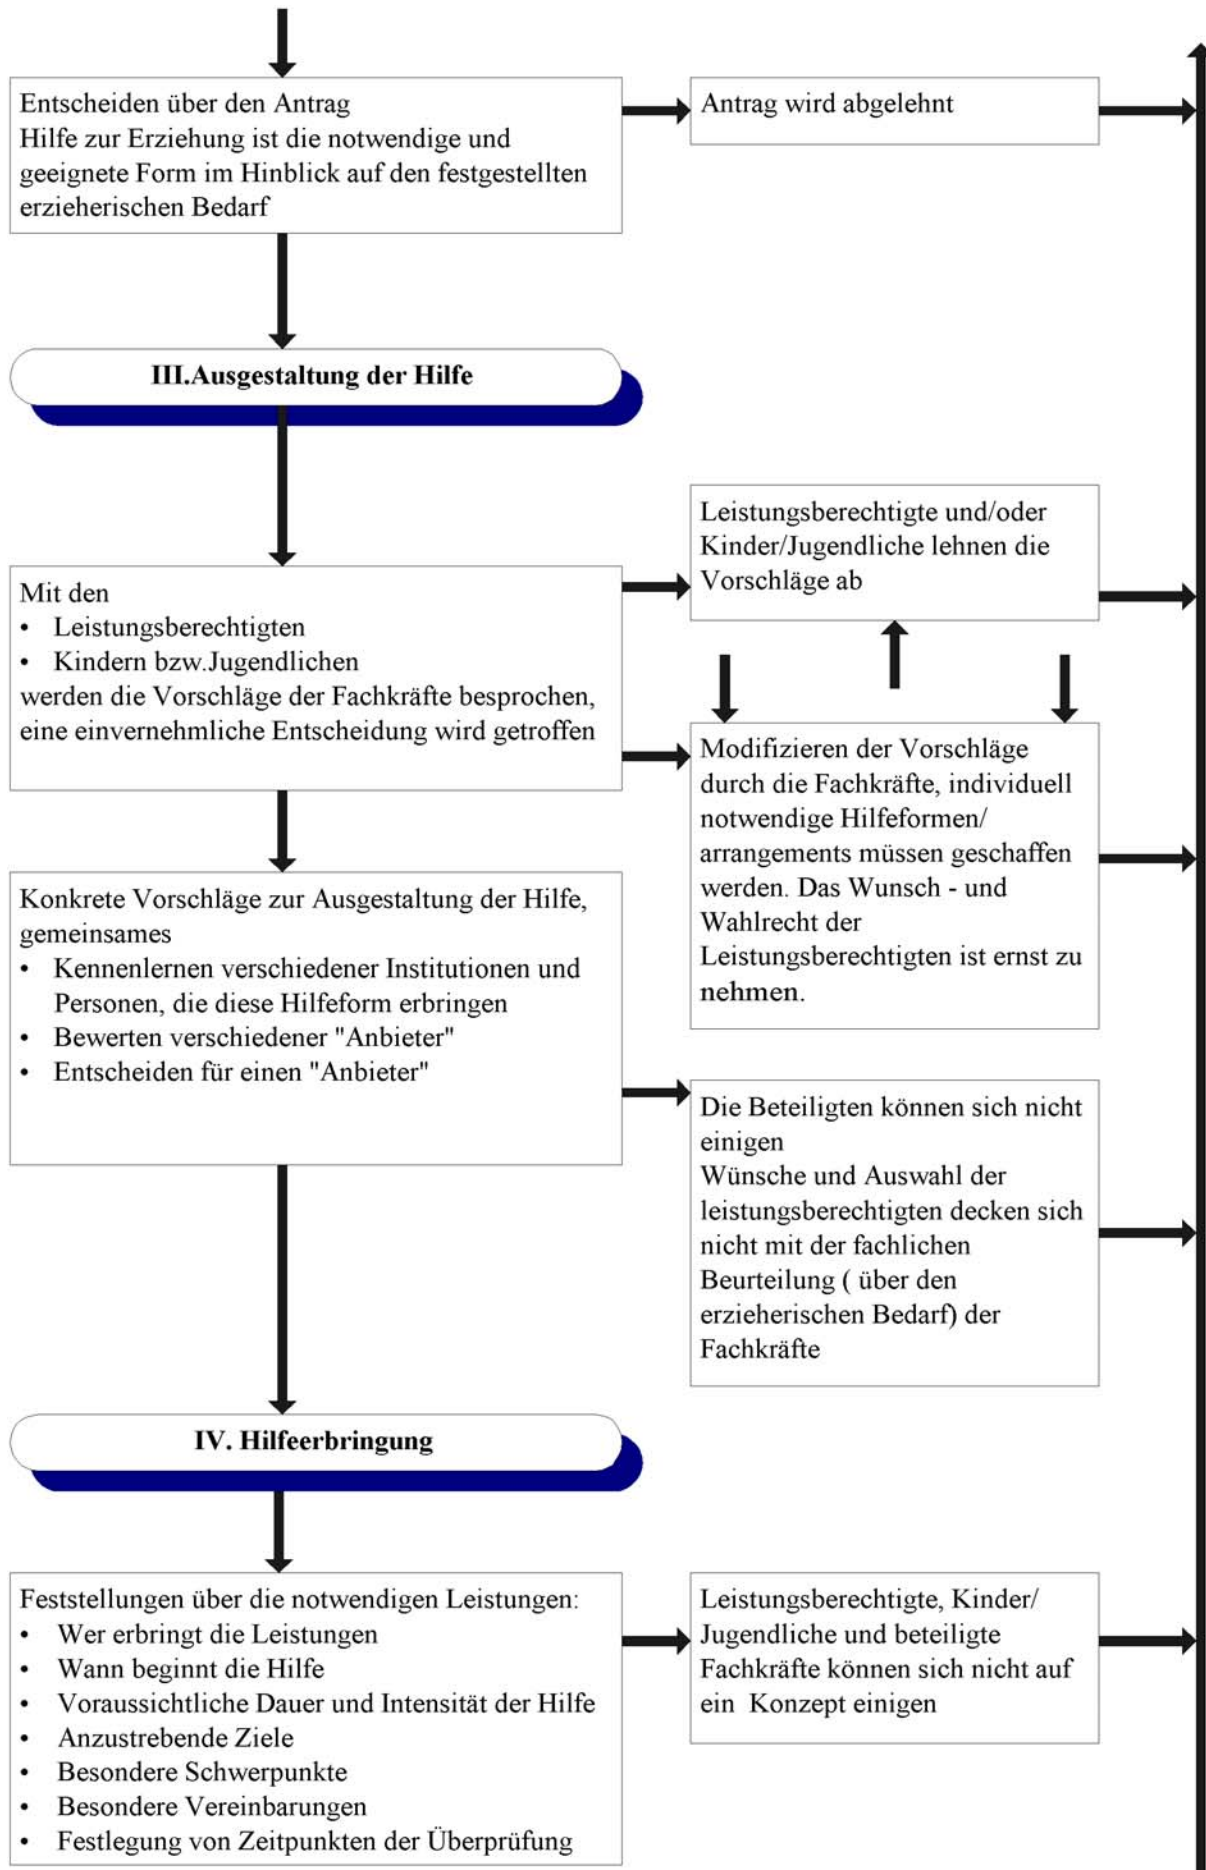 Entscheiden über den Antrag
Hilfe zur Erziehung ist die notwendige und
geeignete Form im Hinblick auf den festgestellten
erzieherischen Bedarf
Antrag wird abgelehnt
III.Ausgestaltung der Hilfe
Mit den
• Leistungsberechtigten
• Kindern bzw.Jugendlichen
werden die Vorschläge der Fachkräfte besprochen,
eine einvernehmliche Entscheidung wird getroffen
Leistungsberechtigte und/oder
Kinder/Jugendliche lehnen die
Vorschläge ab
Modifizieren der Vorschläge
durch die Fachkräfte, individuell
notwendige Hilfeformen/
arrangements müssen geschaffen
werden. Das Wunsch - und
Wahlrecht der
Leistungsberechtigten ist ernst zu
nehmen.
Konkrete Vorschläge zur Ausgestaltung der Hilfe,
gemeinsames
• Kennenlernen verschiedener Institutionen und
Personen, die diese Hilfeform erbringen
• Bewerten verschiedener "Anbieter"
• Entscheiden für einen "Anbieter"
Die Beteiligten können sich nicht
einigen
Wünsche und Auswahl der
leistungsberechtigten decken sich
nicht mit der fachlichen
Beurteilung ( über den
erzieherischen Bedarf) der
Fachkräfte
IV. Hilfeerbringung
Feststellungen über die notwendigen Leistungen:
• Wer erbringt die Leistungen
• Wann beginnt die Hilfe
• Voraussichtliche Dauer und Intensität der Hilfe
• Anzustrebende Ziele
• Besondere Schwerpunkte
• Besondere Vereinbarungen
• Festlegung von Zeitpunkten der Überprüfung
Leistungsberechtigte, Kinder/
Jugendliche und beteiligte
Fachkräfte können sich nicht auf
ein Konzept einigen